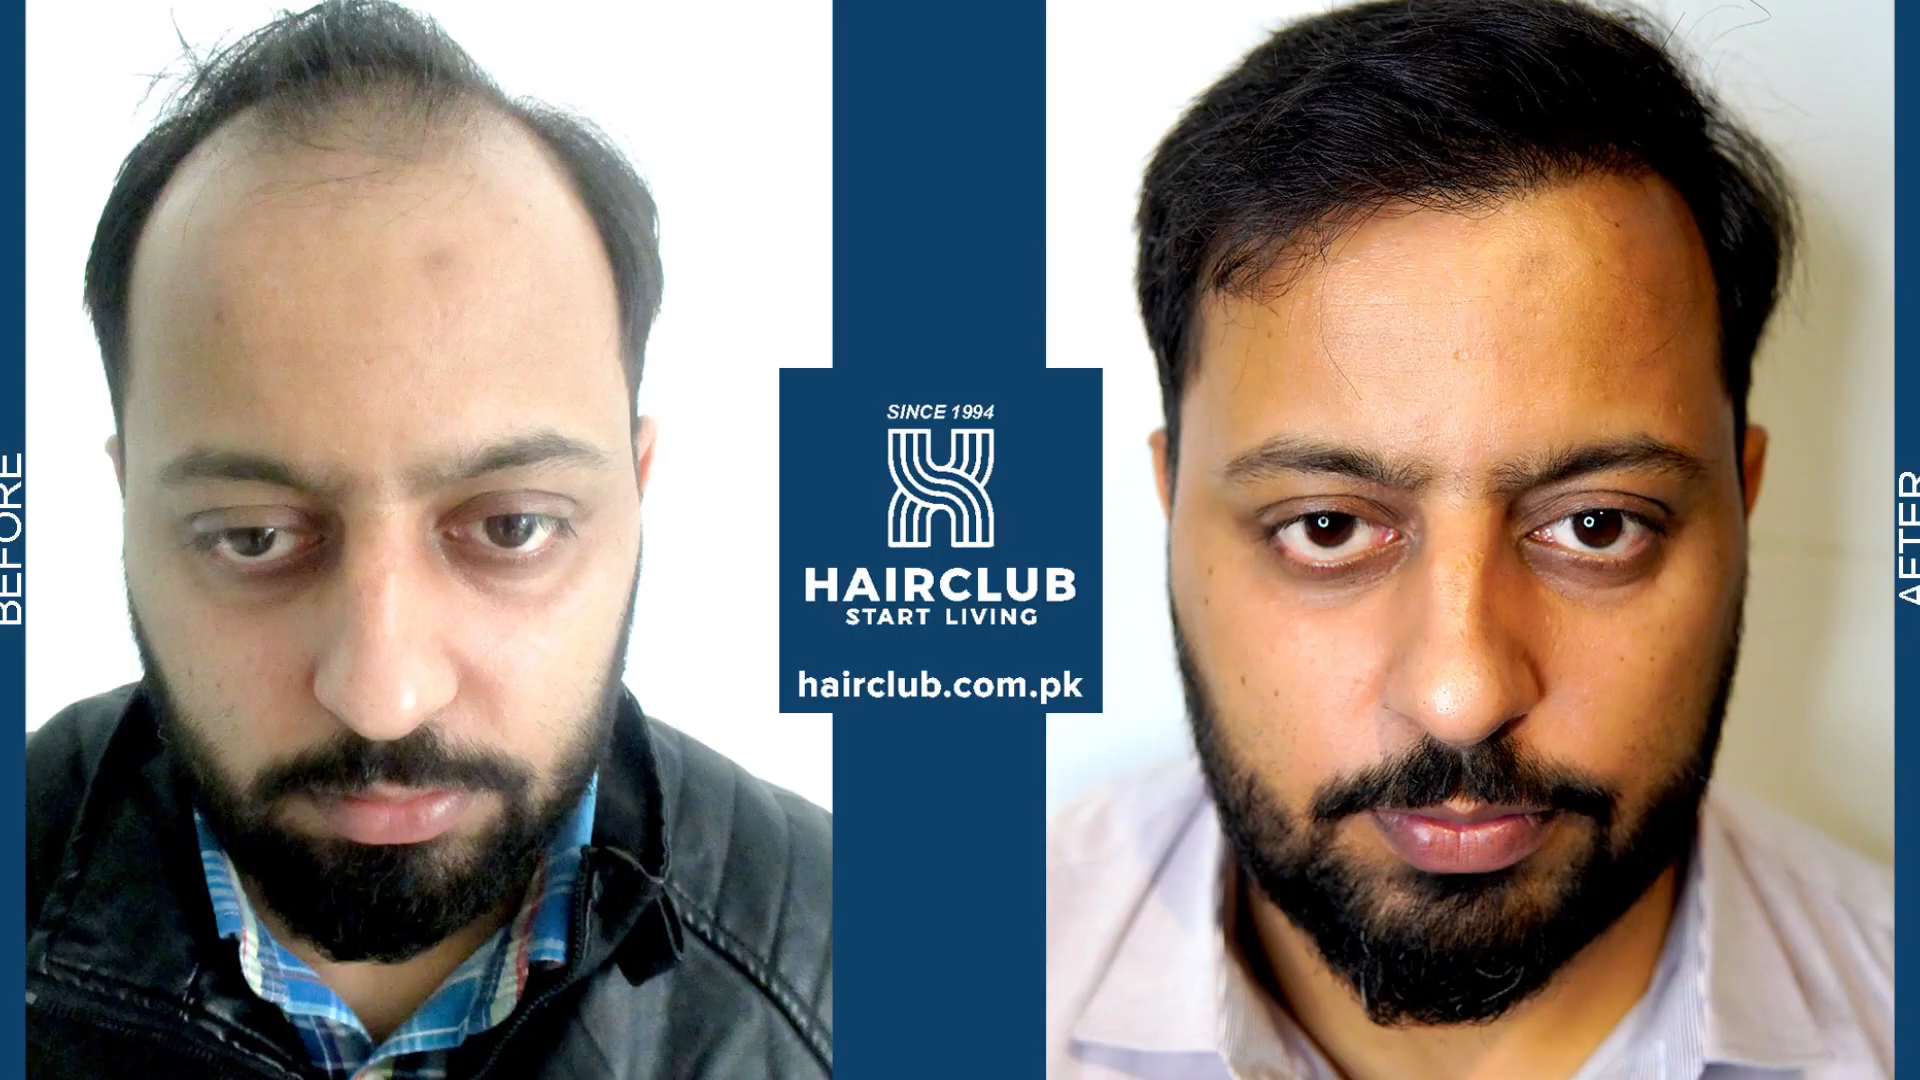 BEFORE
SINCE 1994
HAIRCLUB
START LIVING
hairclub.com.pk
AFTER